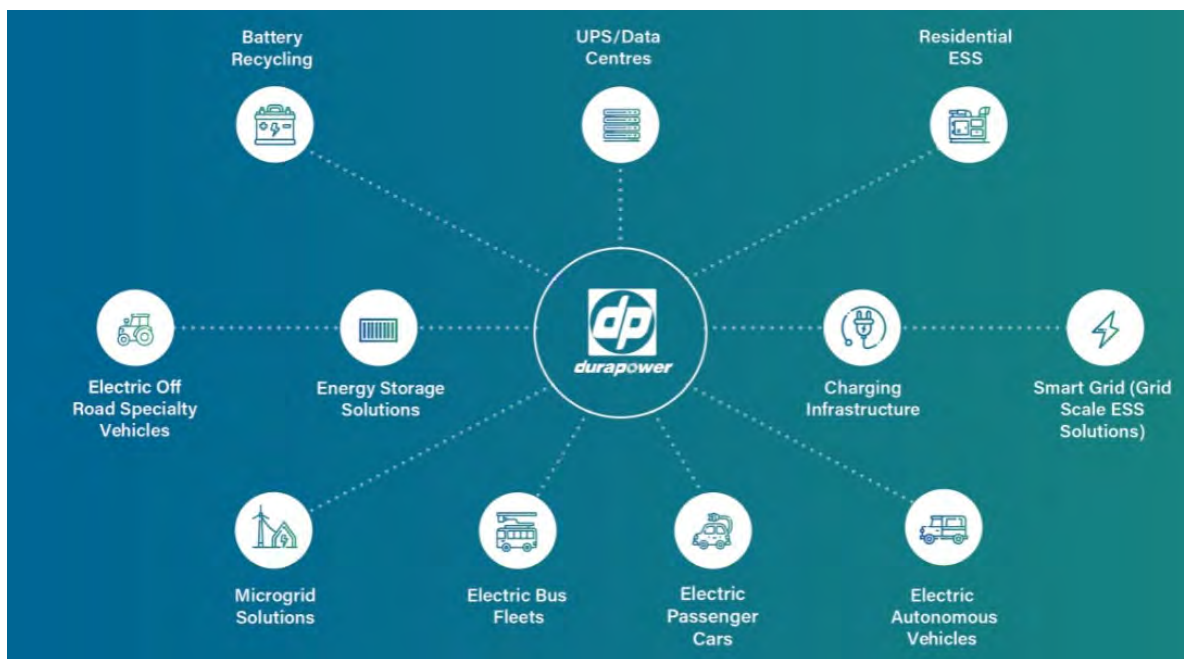 Battery
Recycling
UPS/Data
Centres
Residential
ESS
dp
durapower
Electric Off
Road Specialty
Vehicles
Energy Storage
Solutions
Charging
Infrastructure
Smart Grid (Grid
Scale ESS
Solutions)
Microgrid
Solutions
Electric Bus
Fleets
Electric
Passenger
Cars
Electric
Autonomous
Vehicles